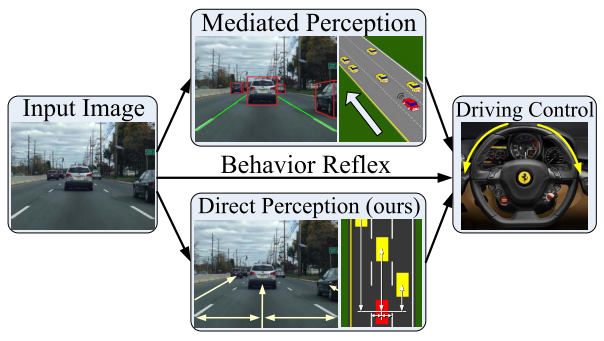 Mediated Perception
Input Image
Driving Control
Behavior Reflex
Direct Perception (ours)